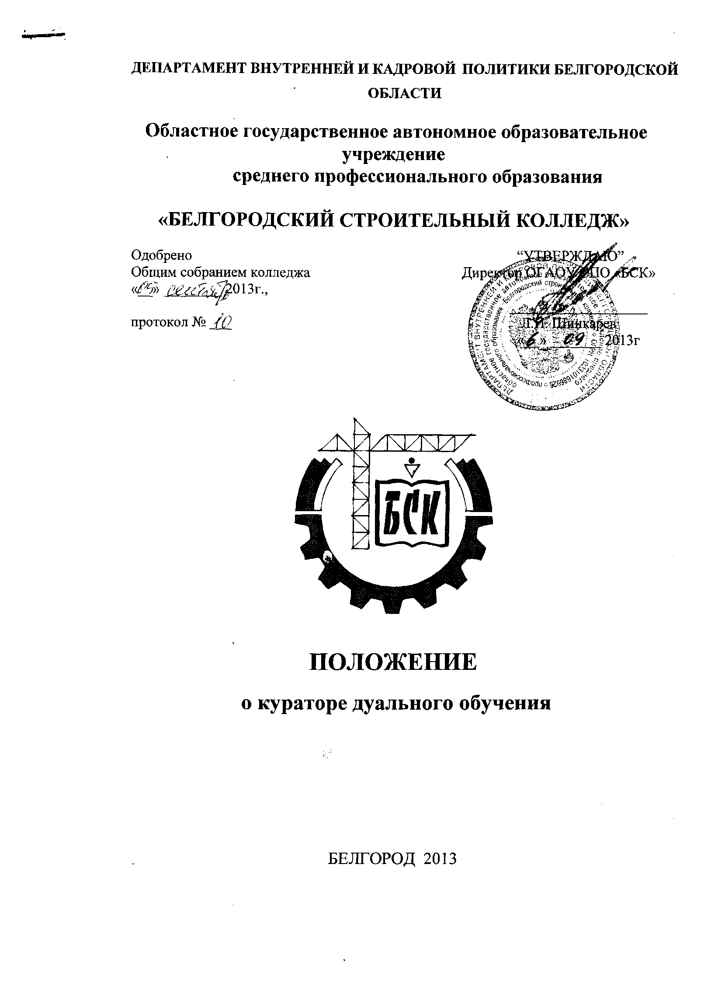 ДЕПАРТАМЕНТ ВНУТРЕННЕЙ И КАДРОВОЙ ПОЛИТИКИ БЕЛГОРОДСКОЙ
ОБЛАСТИ
Областное государственное автономное образовательное
учреждение
среднего профессионального образования
«БЕЛГОРОДСКИЙ СТРОИТЕЛЬНЫЙ КОЛЛЕДЖ»
Одобрено
Общим собранием колледжа
«05» сентября 2013г.,
протокол № 10
“УТВЕРЖДАЮ”
Директор ОГАОУ СПО «БСК»
Шинкарев
«6» 09 2013г
БСК
ПОЛОЖЕНИЕ
о кураторе дуального обучения
БЕЛГОРОД 2013